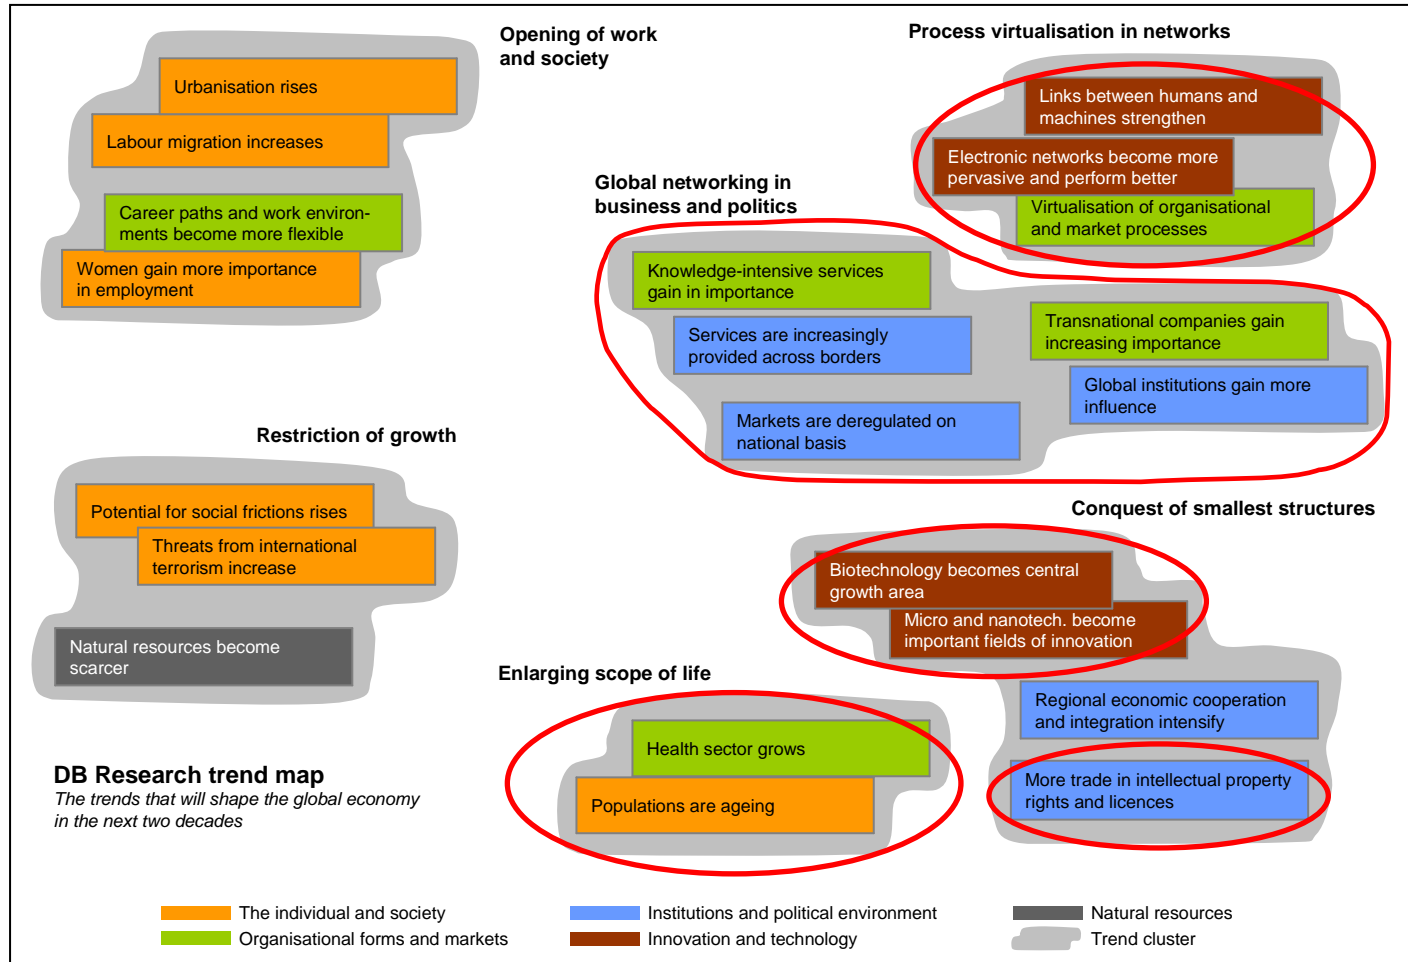 Opening of work
and society
Urbanisation rises
Labour migration increases
Career paths and work environ-
ments become more flexible
Women gain more importance
in employment
Process virtualisation in networks
Links between humans and
machines strengthen
Electronic networks become more
pervasive and perform better
Virtualisation of organisational
and market processes
Global networking in
business and politics
Knowledge-intensive services
gain in importance
Services are increasingly
provided across borders
Markets are deregulated on
national basis
Transnational companies gain
increasing importance
Global institutions gain more
influence
Restriction of growth
Potential for social frictions rises
Threats from international
terrorism increase
Natural resources become
scarcer
Conquest of smallest structures
Biotechnology becomes central
growth area
Micro and nanotech. become
important fields of innovation
Regional economic cooperation
and integration intensify
More trade in intellectual property
rights and licences
Enlarging scope of life
Health sector grows
Populations are ageing
DB Research trend map
The trends that will shape the global economy
in the next two decades
The individual and society
Organisational forms and markets
Institutions and political environment
Innovation and technology
Natural resources
Trend cluster